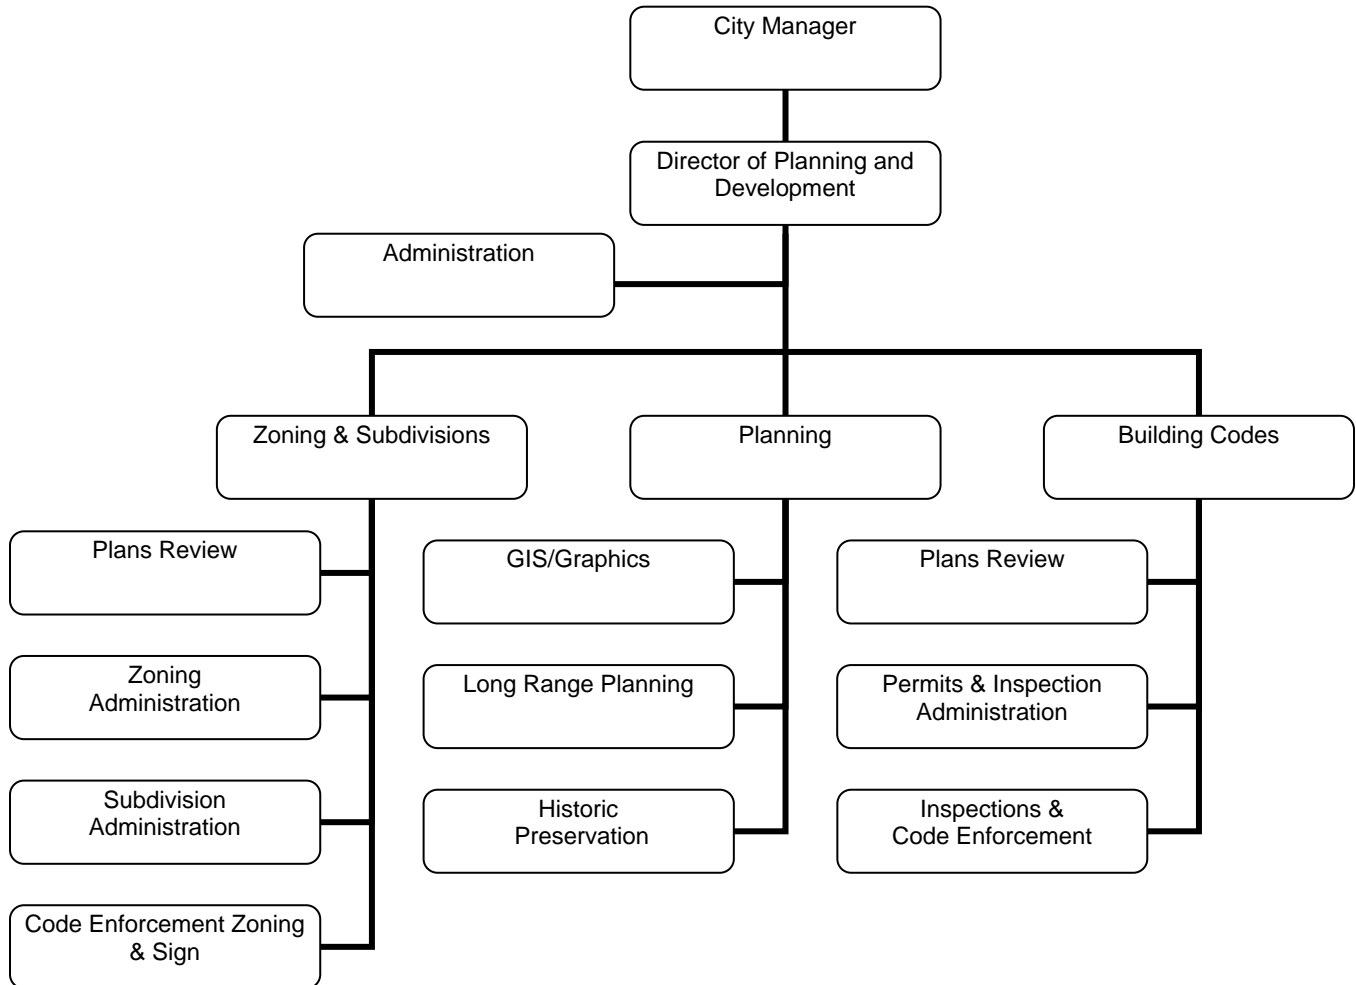 City Manager
Director of Planning and
Development
Administration
Zoning & Subdivisions
Planning
Building Codes
Plans Review
GIS/Graphics
Plans Review
Zoning
Administration
Long Range Planning
Permits & Inspection
Administration
Subdivision
Administration
Historic
Preservation
Inspections &
Code Enforcement
Code Enforcement Zoning
& Sign